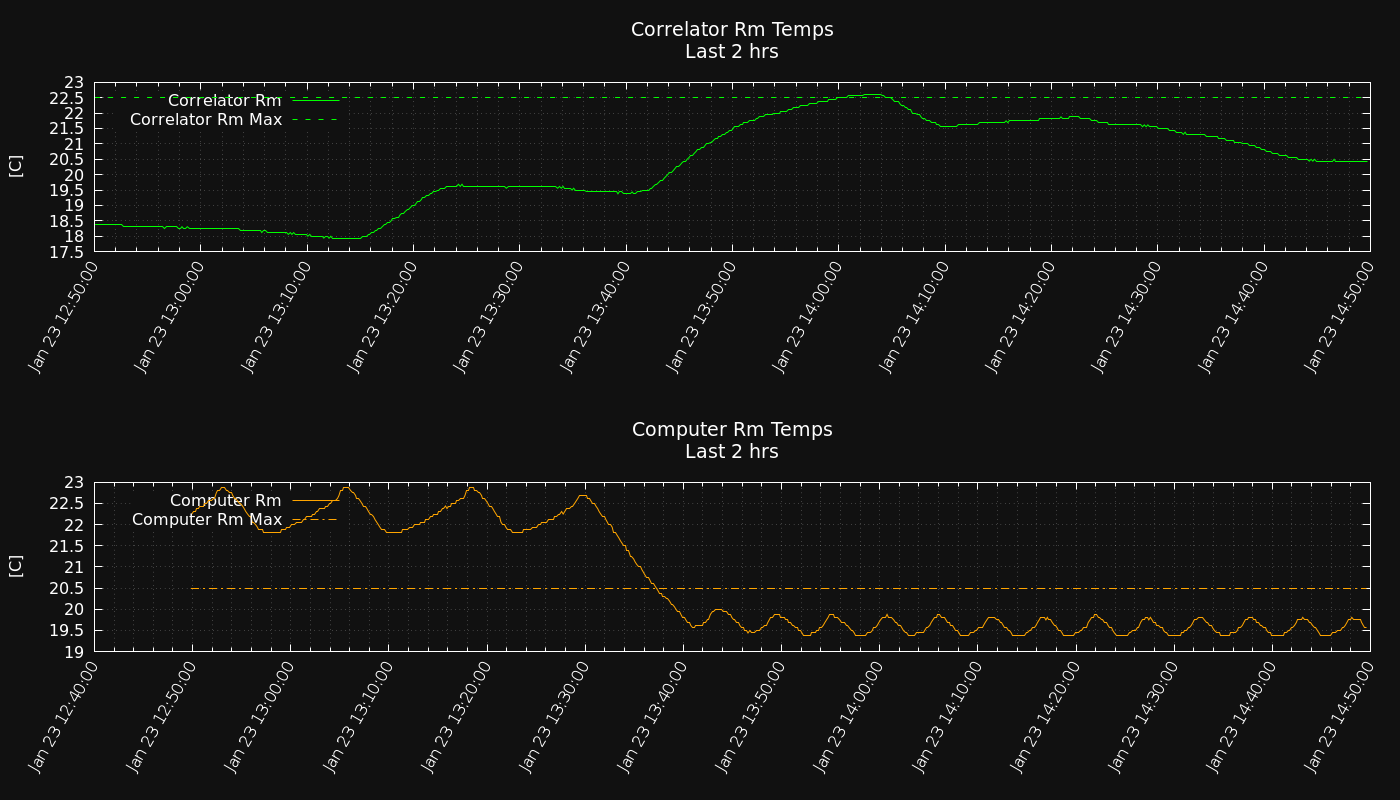 Correlator Rm Temps
Last 2 hrs
23
22.5
22
21.5
21
20.5
20
19.5
19
18.5
18
17.5
[C]
Correlator Rm
Correlator Rm Max
Jan 23 12:50:00
Jan 23 13:00:00
Jan 23 13:10:00
Jan 23 13:20:00
Jan 23 13:30:00
Jan 23 13:40:00
Jan 23 13:50:00
Jan 23 14:00:00
Jan 23 14:10:00
Jan 23 14:20:00
Jan 23 14:30:00
Jan 23 14:40:00
Jan 23 14:50:00
Computer Rm Temps
Last 2 hrs
23
22.5
22
21.5
21
20.5
20
19.5
19
[C]
Computer Rm
Computer Rm Max
Jan 23 12:40:00
Jan 23 12:50:00
Jan 23 13:00:00
Jan 23 13:10:00
Jan 23 13:20:00
Jan 23 13:30:00
Jan 23 13:40:00
Jan 23 13:50:00
Jan 23 14:00:00
Jan 23 14:10:00
Jan 23 14:20:00
Jan 23 14:30:00
Jan 23 14:40:00
Jan 23 14:50:00